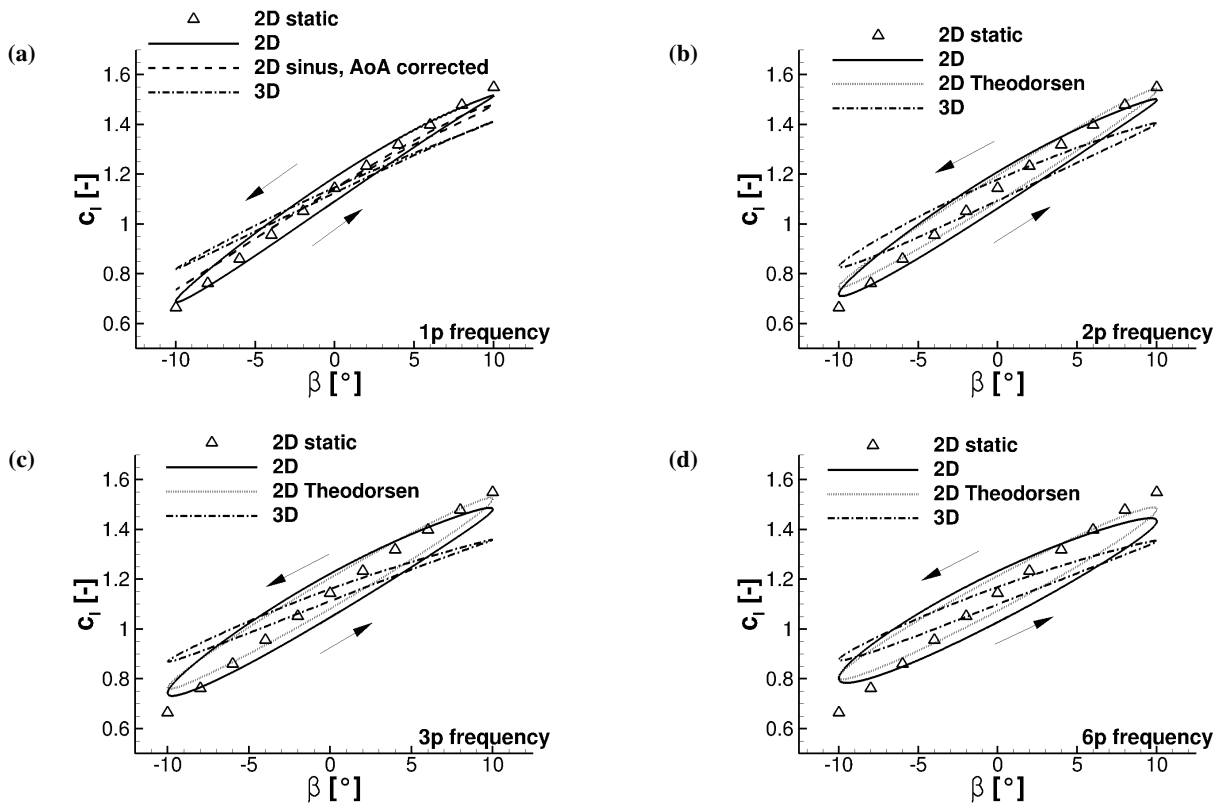 (a)
2D static
2D
2D sinus, AoA corrected
3D
1.6
1.4
1.2
1
0.8
0.6
cl [-]
-10
-5
0
5
10
β [°]
1p frequency
(b)
2D static
2D
2D Theodorsen
3D
1.6
1.4
1.2
1
0.8
0.6
cl [-]
-10
-5
0
5
10
β [°]
2p frequency
(c)
2D static
2D
2D Theodorsen
3D
1.6
1.4
1.2
1
0.8
0.6
cl [-]
-10
-5
0
5
10
β [°]
3p frequency
(d)
2D static
2D
2D Theodorsen
3D
1.6
1.4
1.2
1
0.8
0.6
cl [-]
-10
-5
0
5
10
β [°]
6p frequency